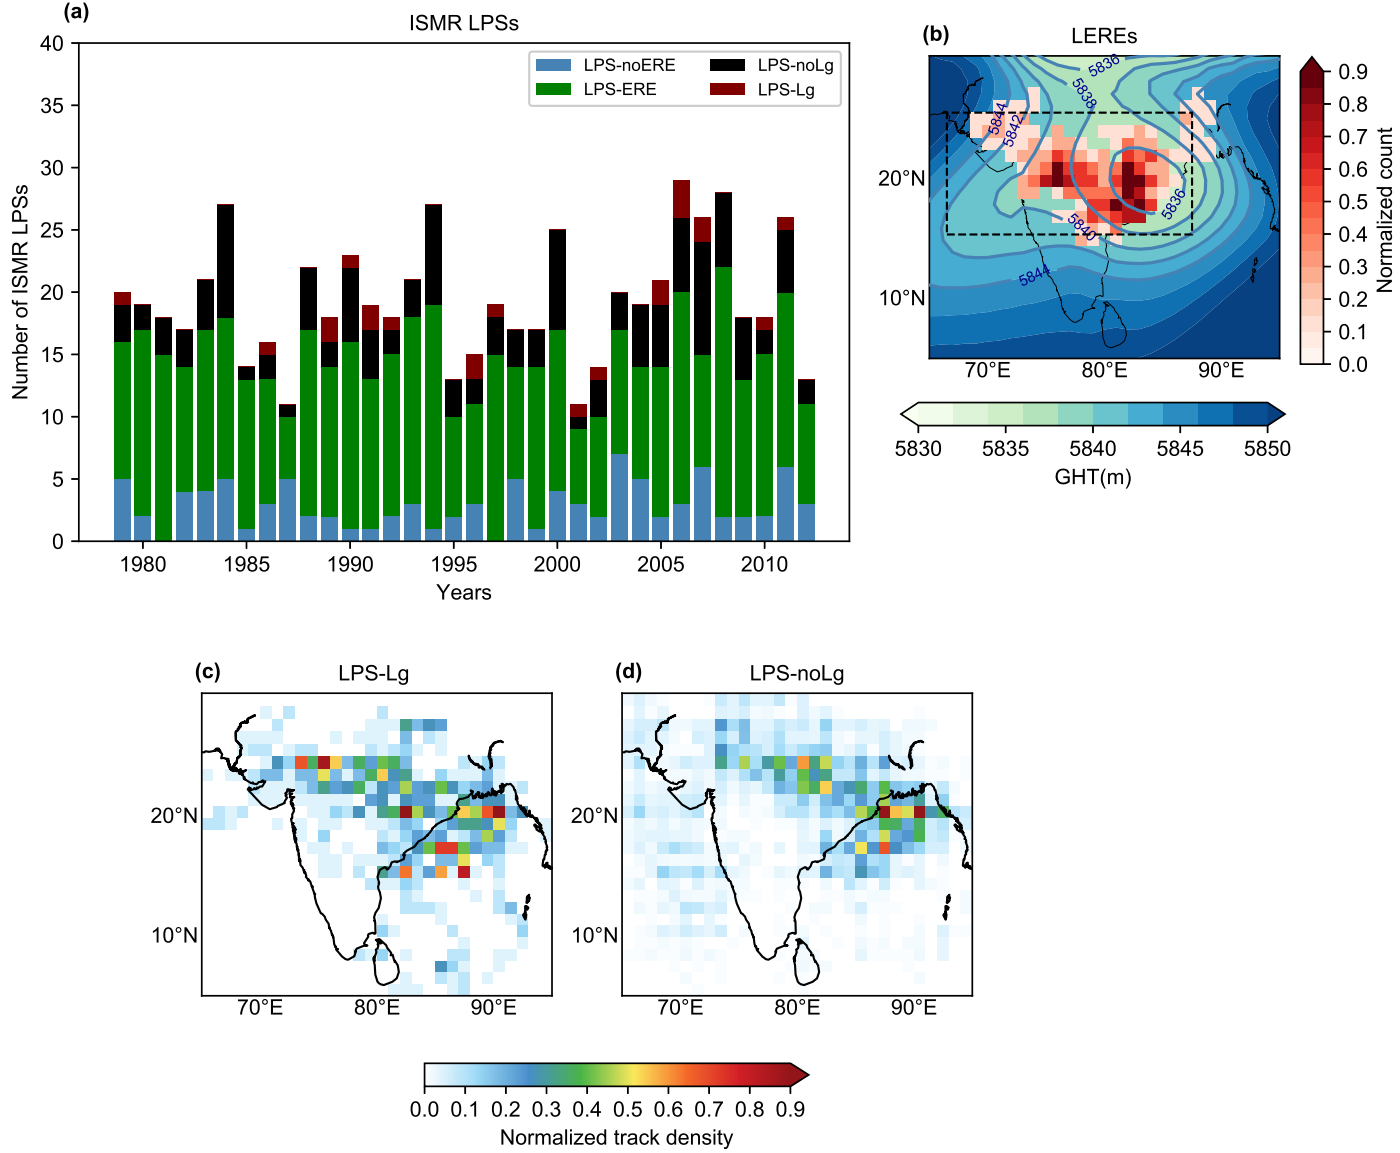 (a)
ISMR LPSs
40
35
30
25
20
15
10
5
0
Number of ISMR LPSs
LPS-noERE
LPS-ERE
LPS-noLg
LPS-Lg
1980 1985 1990 1995 2000 2005 2010
Years
(b)
LEREs
5836
5838
5844
5842
5836
5840
5844
20°N
10°N
70°E 80°E 90°E
0.9
0.8
0.7
0.6
0.5
0.4
0.3
0.2
0.1
0.0
Normalized count
5830 5835 5840 5845 5850
GHT(m)
(c)
LPS-Lg
20°N
10°N
70°E 80°E 90°E
(d)
LPS-noLg
20°N
10°N
70°E 80°E 90°E
0.0 0.1 0.2 0.3 0.4 0.5 0.6 0.7 0.8 0.9
Normalized track density